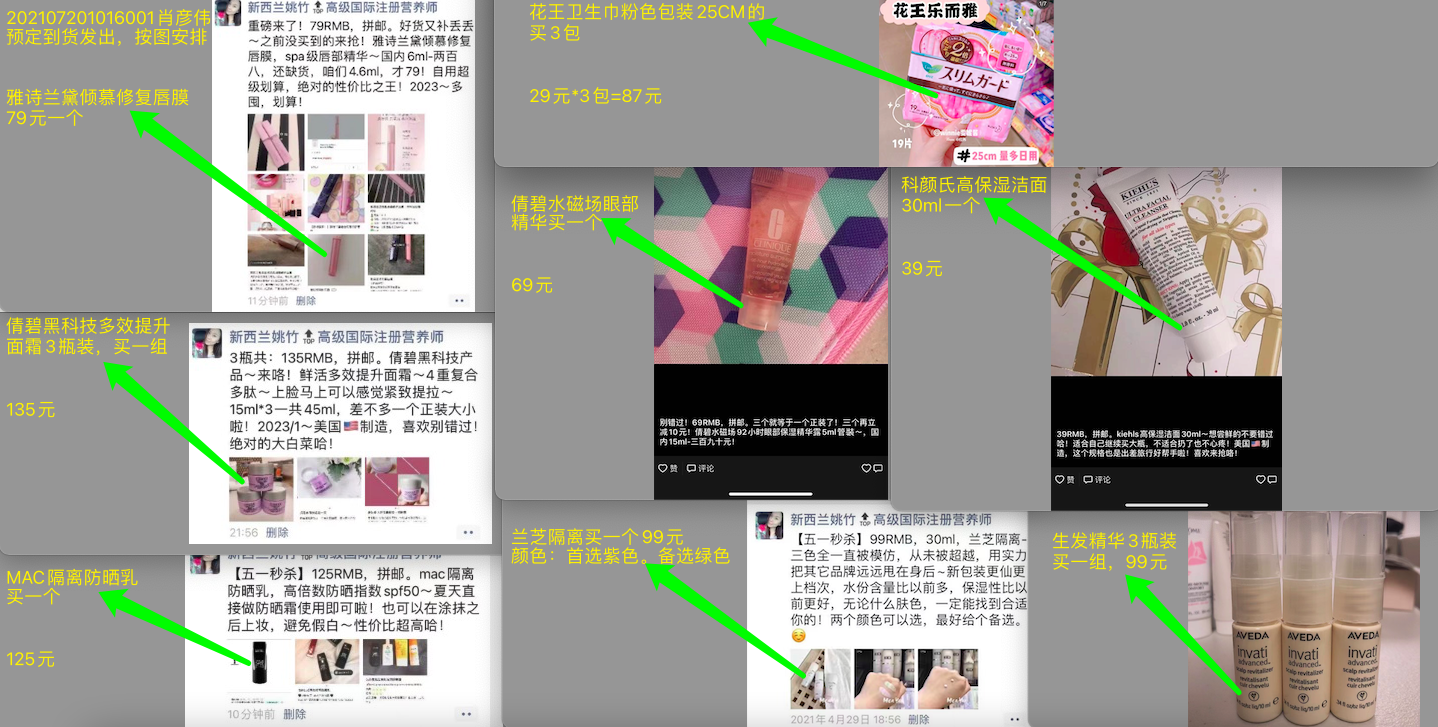 202107201016001肖彦伟
预定到货发出，按图安排
雅诗兰黛倾慕修复唇膜
79元一个
新西兰姚竹🔝高级国际注册营养师
重磅来了！79RMB，拼邮。好货又补丢丢
～之前没买到的来抢！雅诗兰黛倾慕修复
唇膜，spa级唇部精华～国内6ml-两百
八，还缺货，咱们4.6ml，才79！自用超
级划算，绝对的性价比之王！2023～多
囤，划算！
11分钟前 删除
花王卫生巾粉色包装25CM的
买3包
29元*3包=87元
花王乐而雅
1/7
スリムガード
19片
#25cm 量多日用
倩碧水磁场眼部
精华买一个
69元
CLINIQUE
别错过！69RMB，拼邮。三个就等于一个正装了！三个再立
减10元！倩碧水磁场92小时眼部保湿精华露5ml管装～，国
内15ml-三百九十元！
赞 评论
科颜氏高保湿洁面
30ml一个
39元
KIEHL'S
SINCE 1851
ULTRA FACIAL
CLEANSER
for all skin types
1.0 fl. oz. - 30 ml
39RMB，拼邮。kiehls高保湿洁面30ml～想尝鲜的不要错过
哈！适合自己继续买大瓶，不适合扔了也不心疼！美国🇺🇸制
造，这个规格也是出差旅行好帮手啦！喜欢来抢咯！
赞 评论
倩碧黑科技多效提升
面霜3瓶装，买一组
135元
新西兰姚竹🔝高级国际注册营养师
3瓶共：135RMB，拼邮。倩碧黑科技产
品～来咯！鲜活多效提升面霜～4重复合
多肽～上脸马上可以感觉紧致提拉～
15ml*3一共45ml，差不多一个正装大小
啦！2023/1～美国🇺🇸制造，喜欢别错过！
绝对的大白菜哈！
21:56 删除
MAC隔离防晒乳
买一个
125元
新西兰姚竹🔝高级国际注册营养师
【五一秒杀】125RMB，拼邮。mac隔离
防晒乳，高倍数防晒指数spf50～夏天直
接做防晒霜使用即可啦！也可以在涂抹之
后上妆，避免假白～性价比超高哈！
10分钟前 删除
兰芝隔离买一个99元
颜色：首选紫色。备选绿色
新西兰姚竹🔝高级国际注册营养师
【五一秒杀】99RMB，30ml，兰芝隔离~
三色全一直被模仿，从未被超越，用实力
把其它品牌远远甩在身后~新包装更仙更
上档次，水份含量比以前多，保湿性比以
前更好，无论什么肤色，一定能找到合适
你的！两个颜色可以选，最好给个备选。
☺️
2021年4月29日 18:56 删除
生发精华3瓶装
买一组，99元
AVEDA AVEDA AVEDA
invati invati invati
advanced advanced advanced
scalp revitalizer scalp revitalizer scalp revitalizer
revitalisant revitalisant revitalisant
cuir chevelu cuir chevelu cuir chevelu